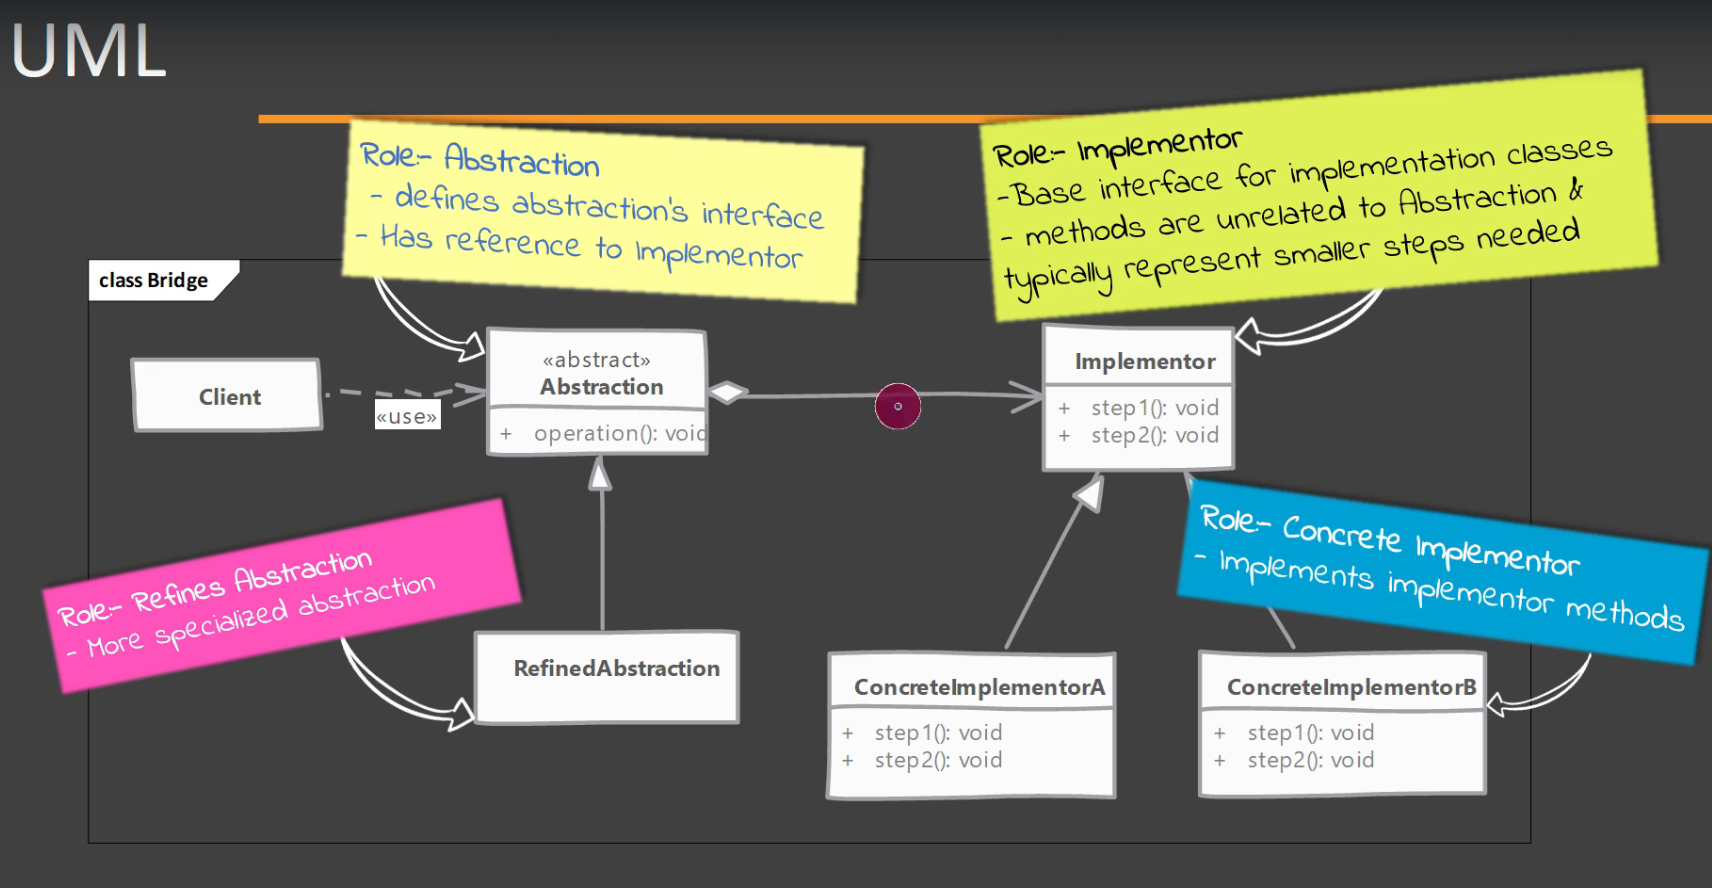 UML
Role:- Abstraction
- defines abstraction's interface
- Has reference to Implementor
Role:- Implementor
-Base interface for implementation classes
- methods are unrelated to Abstraction &
typically represent smaller steps needed
class Bridge
Client
«use»
«abstract»
Abstraction
+ operation(): void
Implementor
+ step1(): void
+ step2(): void
Role:- Refines Abstraction
- More specialized abstraction
Role:- Concrete Implementor
- Implements implementor methods
RefinedAbstraction
ConcreteImplementorA
+ step1(): void
+ step2(): void
ConcreteImplementorB
+ step1(): void
+ step2(): void